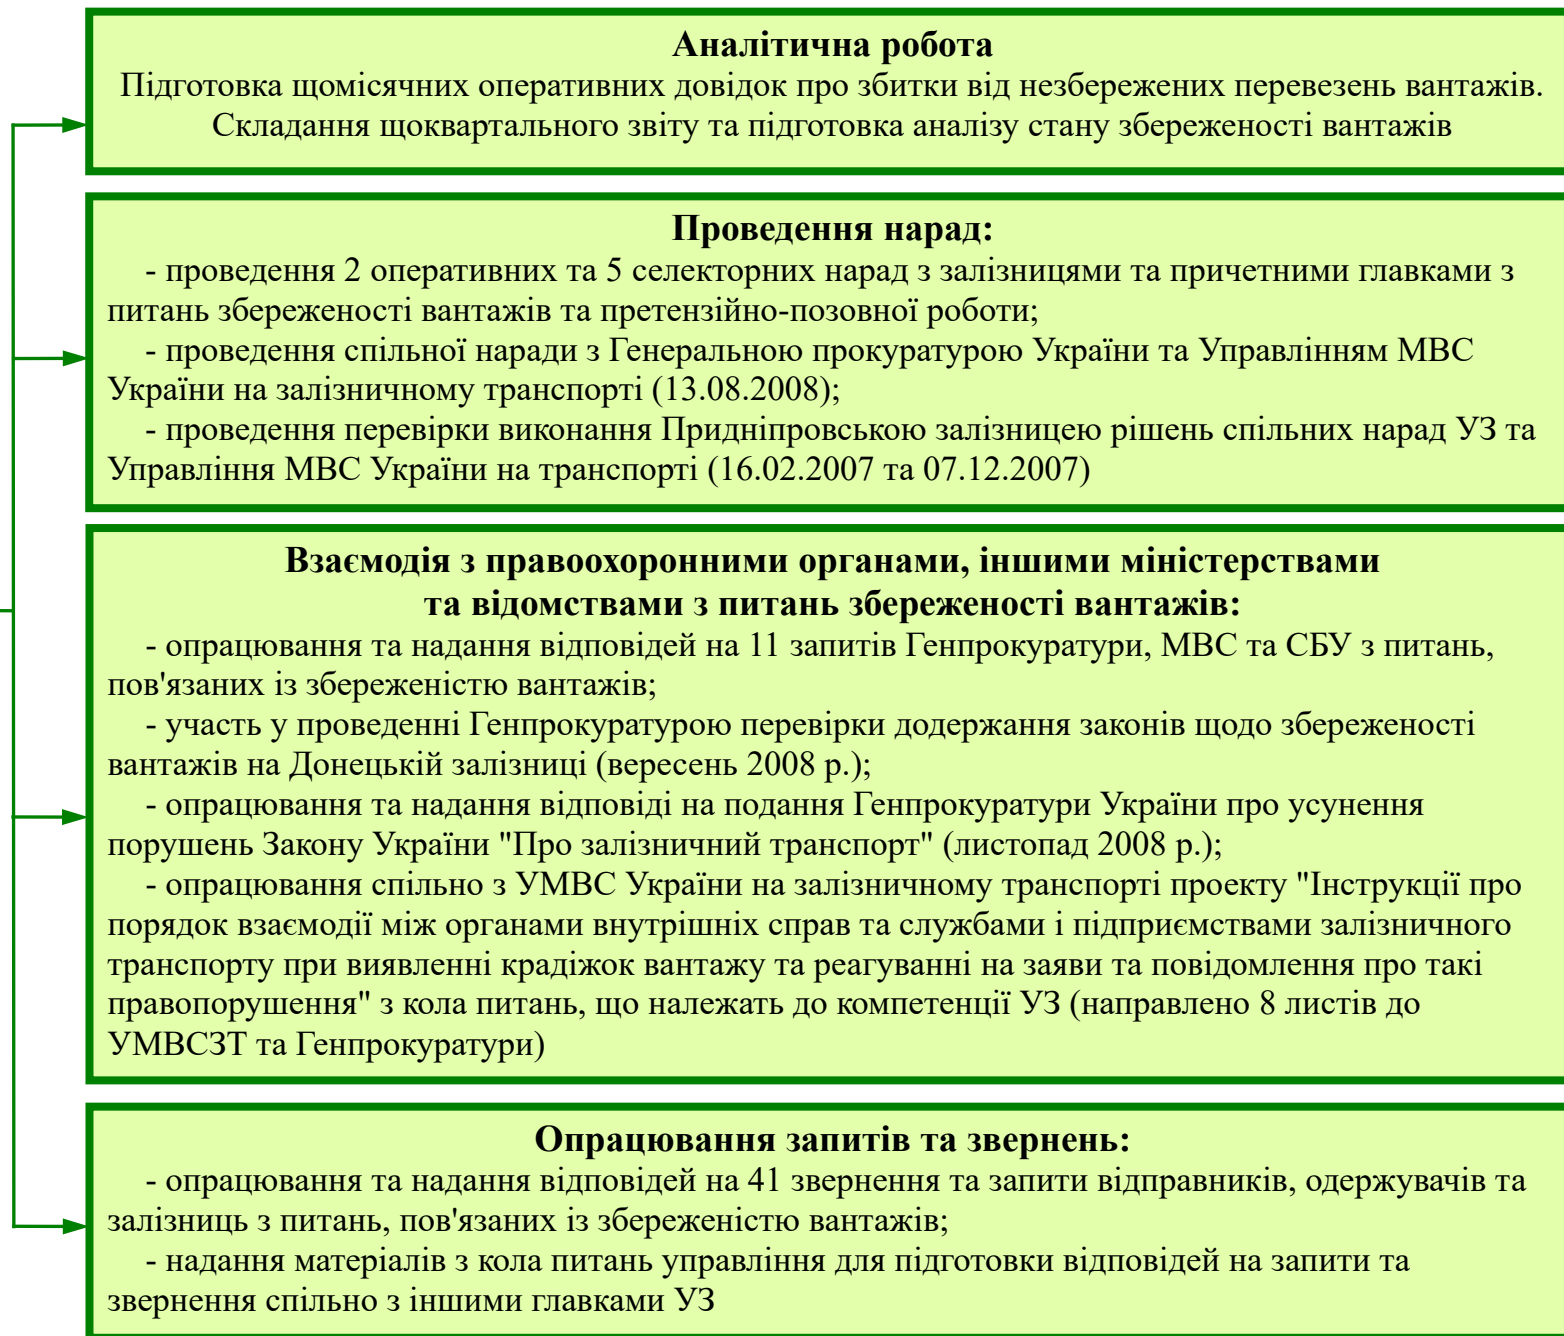 Аналітична робота
Підготовка щомісячних оперативних довідок про збитки від незбережених перевезень вантажів.
Складання щоквартального звіту та підготовка аналізу стану збереженості вантажів
Проведення нарад:
- проведення 2 оперативних та 5 селекторних нарад з залізницями та причетними главками з
питань збереженості вантажів та претензійно-позовної роботи;
- проведення спільної наради з Генеральною прокуратурою України та Управлінням МВС
України на залізничному транспорті (13.08.2008);
- проведення перевірки виконання Придніпровською залізницею рішень спільних нарад УЗ та
Управління МВС України на транспорті (16.02.2007 та 07.12.2007)
Взаємодія з правоохоронними органами, іншими міністерствами
та відомствами з питань збереженості вантажів:
- опрацювання та надання відповідей на 11 запитів Генпрокуратури, МВС та СБУ з питань,
пов'язаних із збереженістю вантажів;
- участь у проведенні Генпрокуратурою перевірки додержання законів щодо збереженості
вантажів на Донецькій залізниці (вересень 2008 р.);
- опрацювання та надання відповіді на подання Генпрокуратури України про усунення
порушень Закону України "Про залізничний транспорт" (листопад 2008 р.);
- опрацювання спільно з УМВС України на залізничному транспорті проекту "Інструкції про
порядок взаємодії між органами внутрішніх справ та службами і підприємствами залізничного
транспорту при виявленні крадіжок вантажу та реагуванні на заяви та повідомлення про такі
правопорушення" з кола питань, що належать до компетенції УЗ (направлено 8 листів до
УМВСЗТ та Генпрокуратури)
Опрацювання запитів та звернень:
- опрацювання та надання відповідей на 41 звернення та запити відправників, одержувачів та
залізниць з питань, пов'язаних із збереженістю вантажів;
- надання матеріалів з кола питань управління для підготовки відповідей на запити та
звернення спільно з іншими главками УЗ